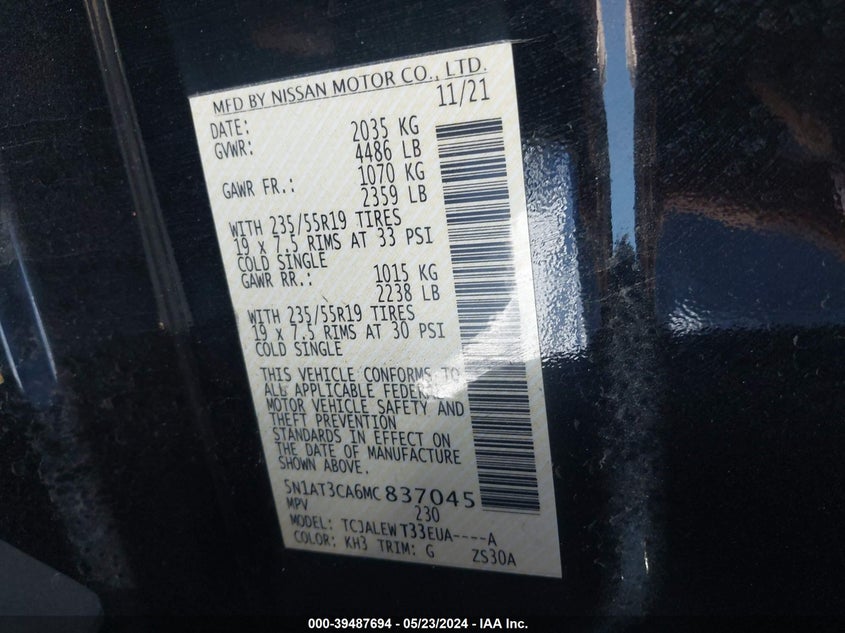 MFD BY NISSAN MOTOR CO., LTD.
DATE: 11/21
GVWR: 2035 KG
4486 LB
GAWR FR.: 1070 KG
2359 LB
WITH 235/55R19 TIRES
19 X 7.5 RIMS AT 33 PSI
COLD SINGLE
GAWR RR.: 1015 KG
2238 LB
WITH 235/55R19 TIRES
19 X 7.5 RIMS AT 30 PSI
COLD SINGLE
THIS VEHICLE CONFORMS TO
ALL APPLICABLE FEDERAL
MOTOR VEHICLE SAFETY AND
THEFT PREVENTION
STANDARDS IN EFFECT ON
THE DATE OF MANUFACTURE
SHOWN ABOVE.
5N1AT3CA6MC 837045
MPV 230
MODEL: TCJALEW T33EUA----A
COLOR: KH3 TRIM: G ZS30A
000-39487694 - 05/23/2024 - IAA Inc.